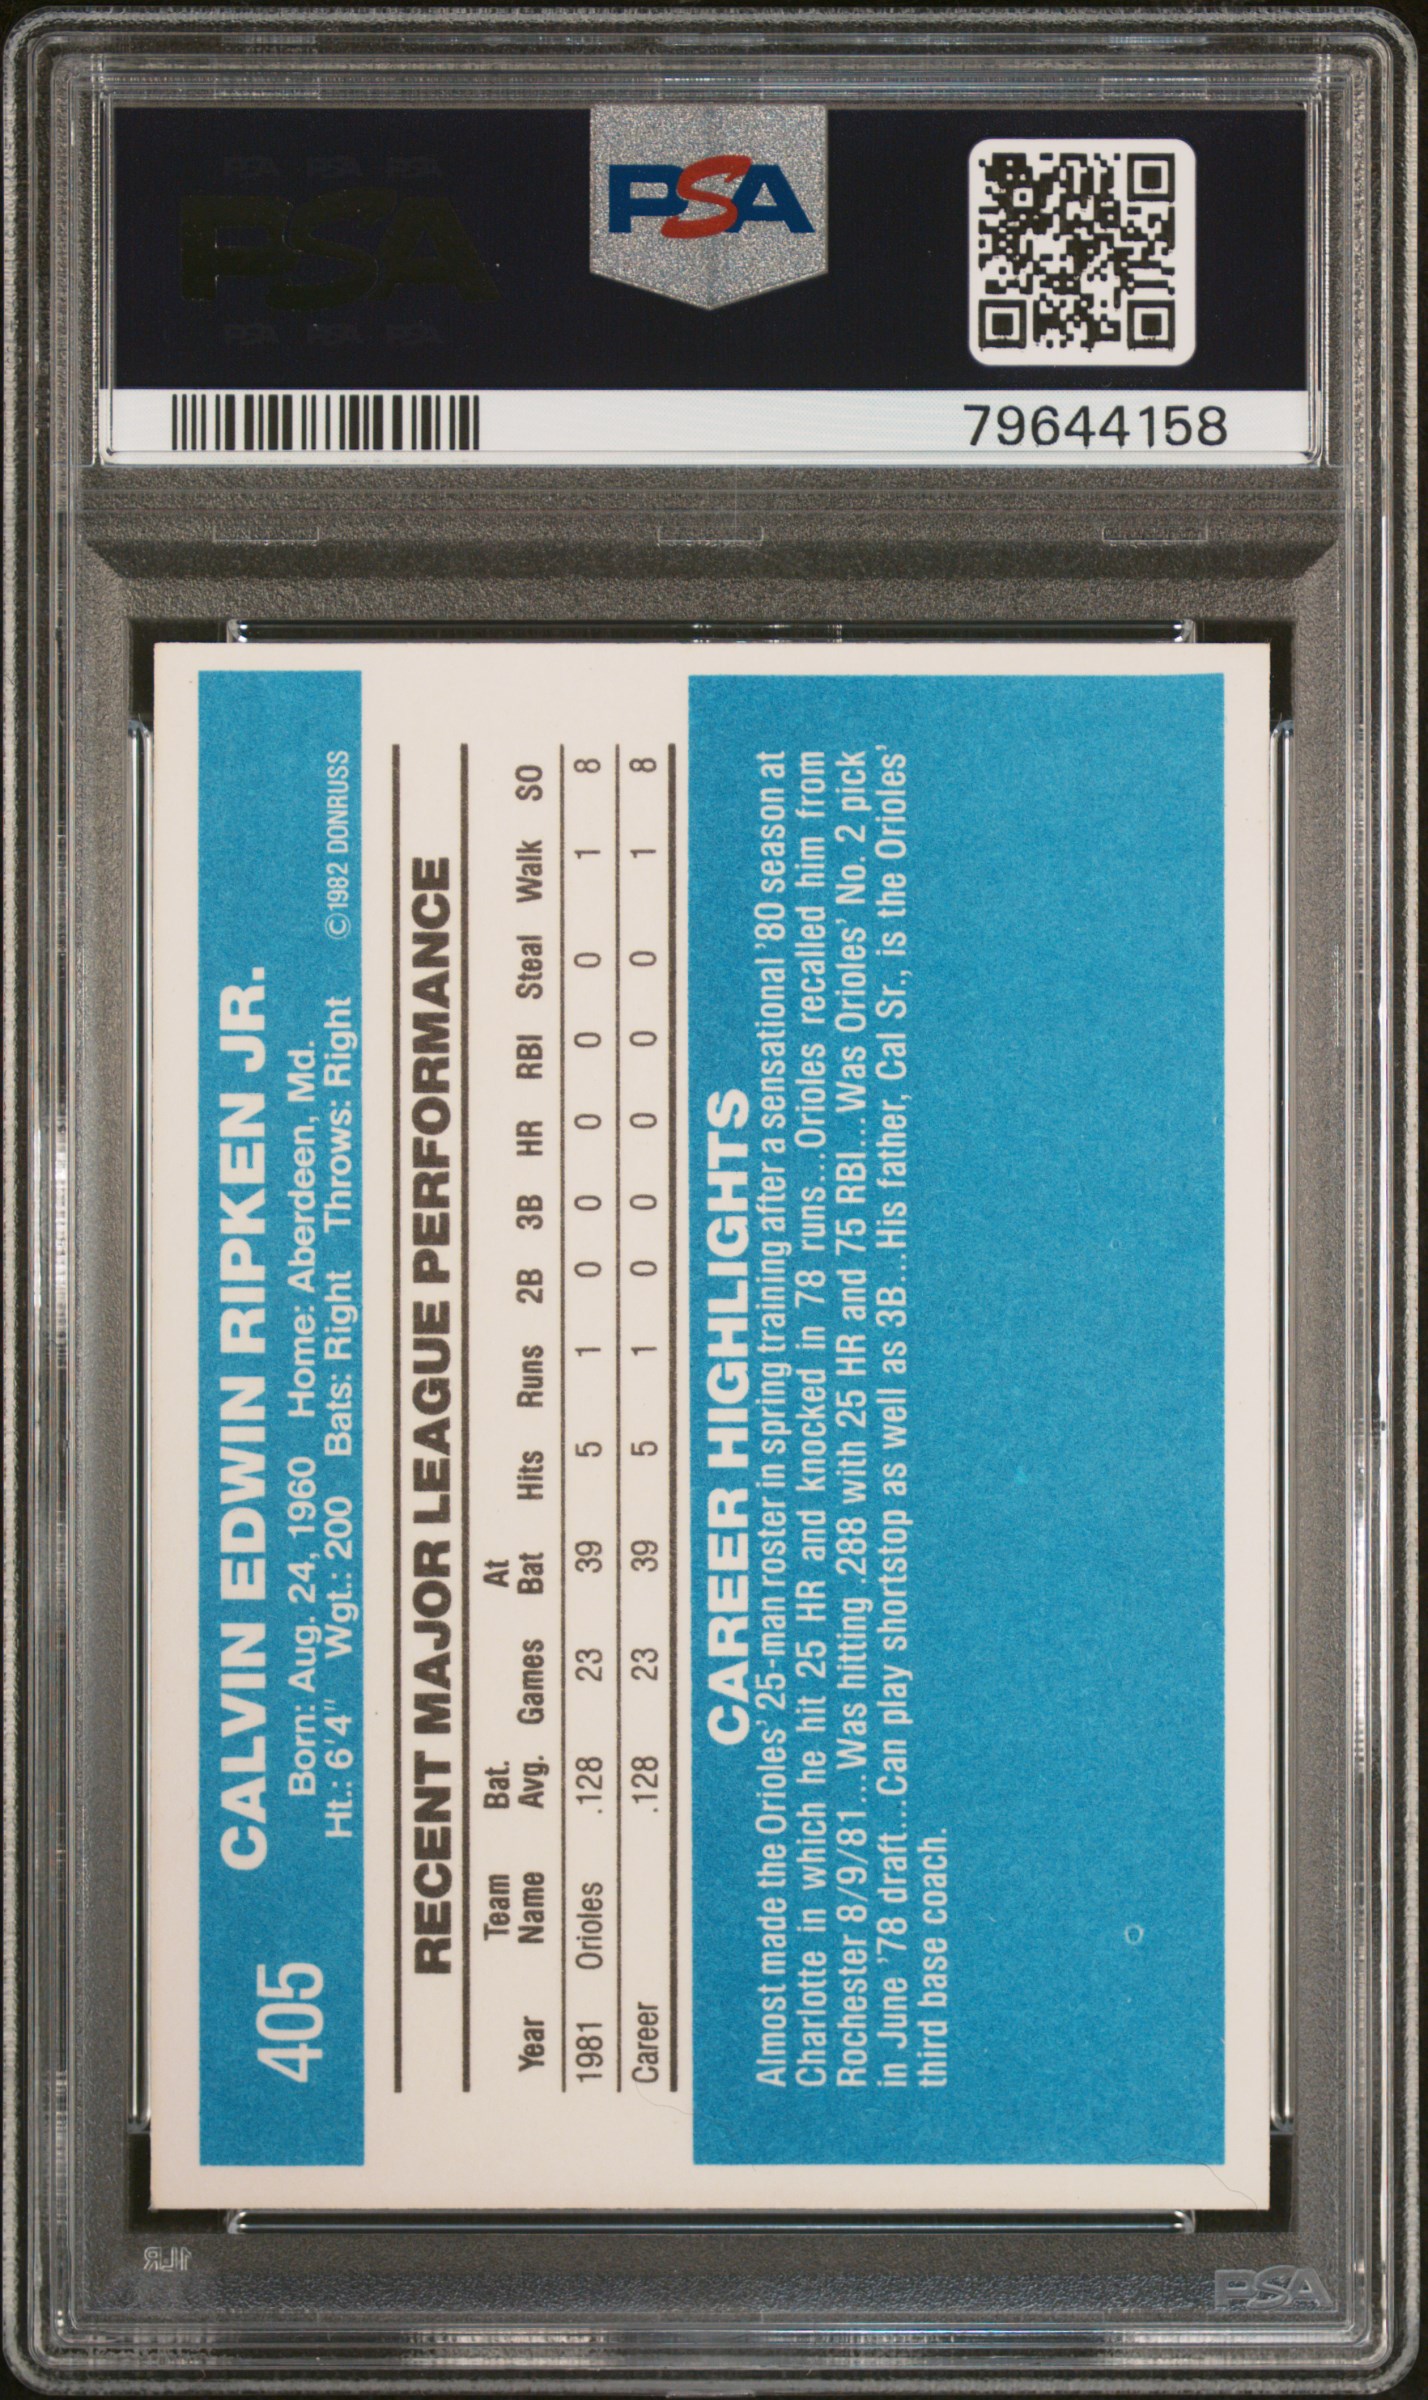 PSA PSA PSA
PSA
PSA PSA PSA
PSA
79644158
405
CALVIN EDWIN RIPKEN JR.
Born: Aug. 24, 1960 Home: Aberdeen, Md.
Ht.: 6'4" Wgt.: 200 Bats: Right Throws: Right ©1982 DONRUSS
RECENT MAJOR LEAGUE PERFORMANCE
Year Team Name Bat. Avg. Games At Bat Hits Runs 2B 3B HR RBI Steal Walk SO
1981 Orioles .128 23 39 5 1 0 0 0 0 0 1 8
Career .128 23 39 5 1 0 0 0 0 0 1 8
CAREER HIGHLIGHTS
Almost made the Orioles' 25-man roster in spring training after a sensational '80 season at
Charlotte in which he hit 25 HR and knocked in 78 runs...Orioles recalled him from
Rochester 8/9/81...Was hitting .288 with 25 HR and 75 RBI...Was Orioles' No. 2 pick
in June '78 draft...Can play shortstop as well as 3B...His father, Cal Sr., is the Orioles'
third base coach.
PSA